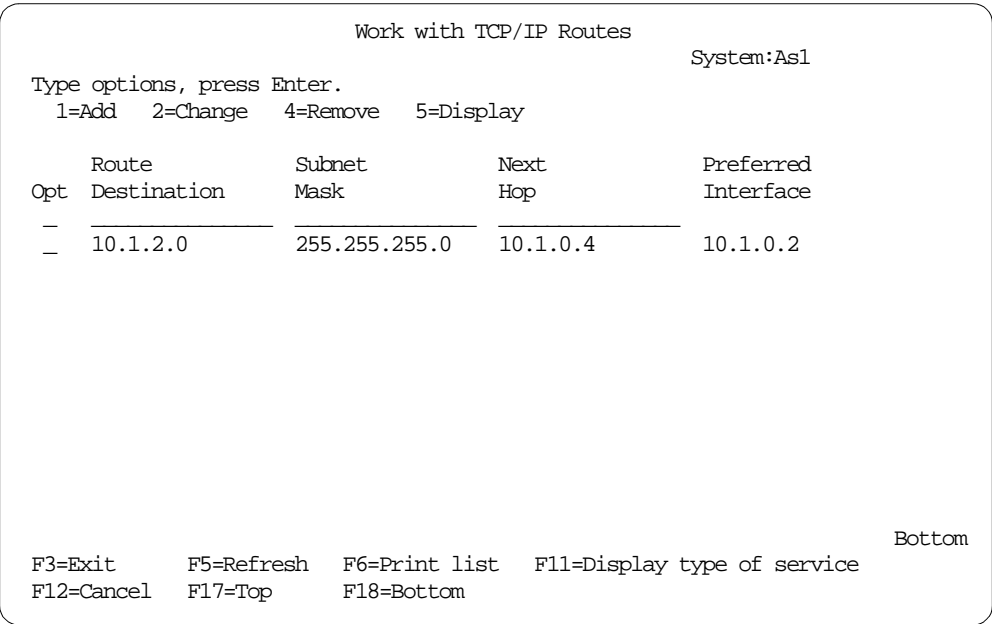 Work with TCP/IP Routes
System:As1
Type options, press Enter.
1=Add 2=Change 4=Remove 5=Display
Route Subnet Next Preferred
Opt Destination Mask Hop Interface
_ _______________ _______________ _______________
_ 10.1.2.0 255.255.255.0 10.1.0.4 10.1.0.2
Bottom
F3=Exit F5=Refresh F6=Print list F11=Display type of service
F12=Cancel F17=Top F18=Bottom